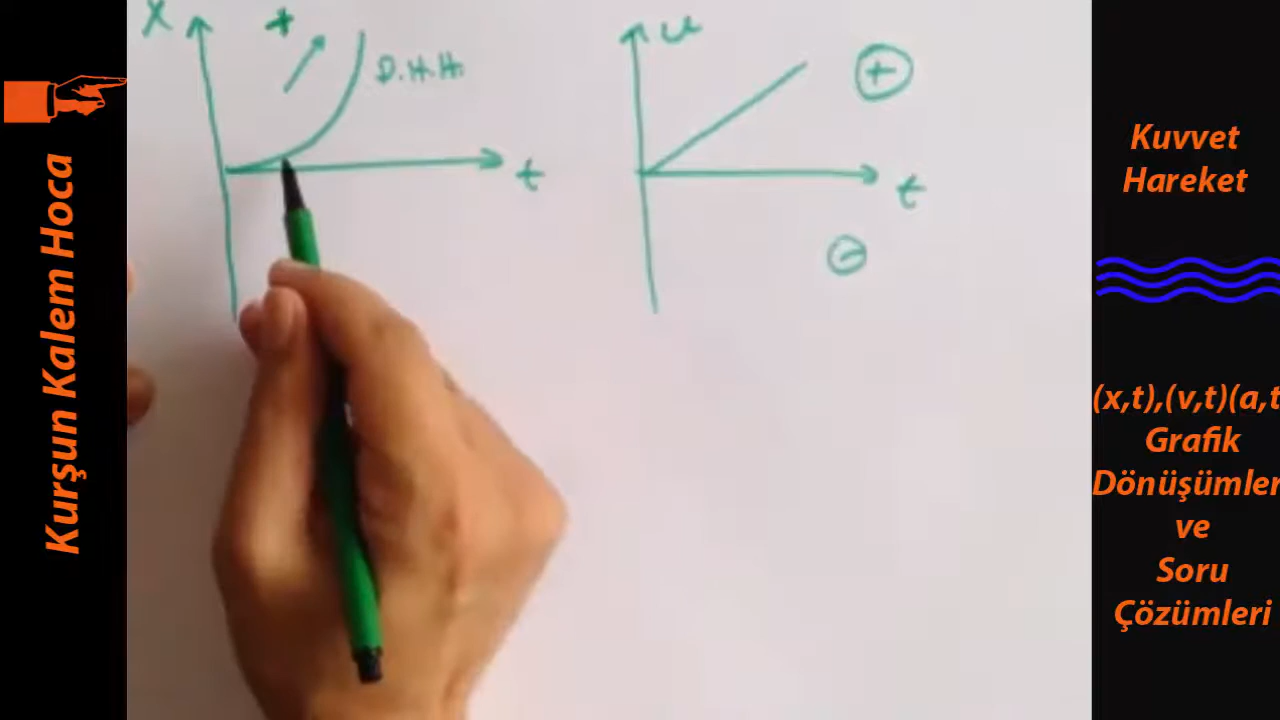 Kurşun Kalem Hoca
x
+
D.H.H.
t
v
+
t
-
Kuvvet
Hareket
(x,t),(v,t)(a,t
Grafik
Dönüşümler
ve
Soru
Çözümleri